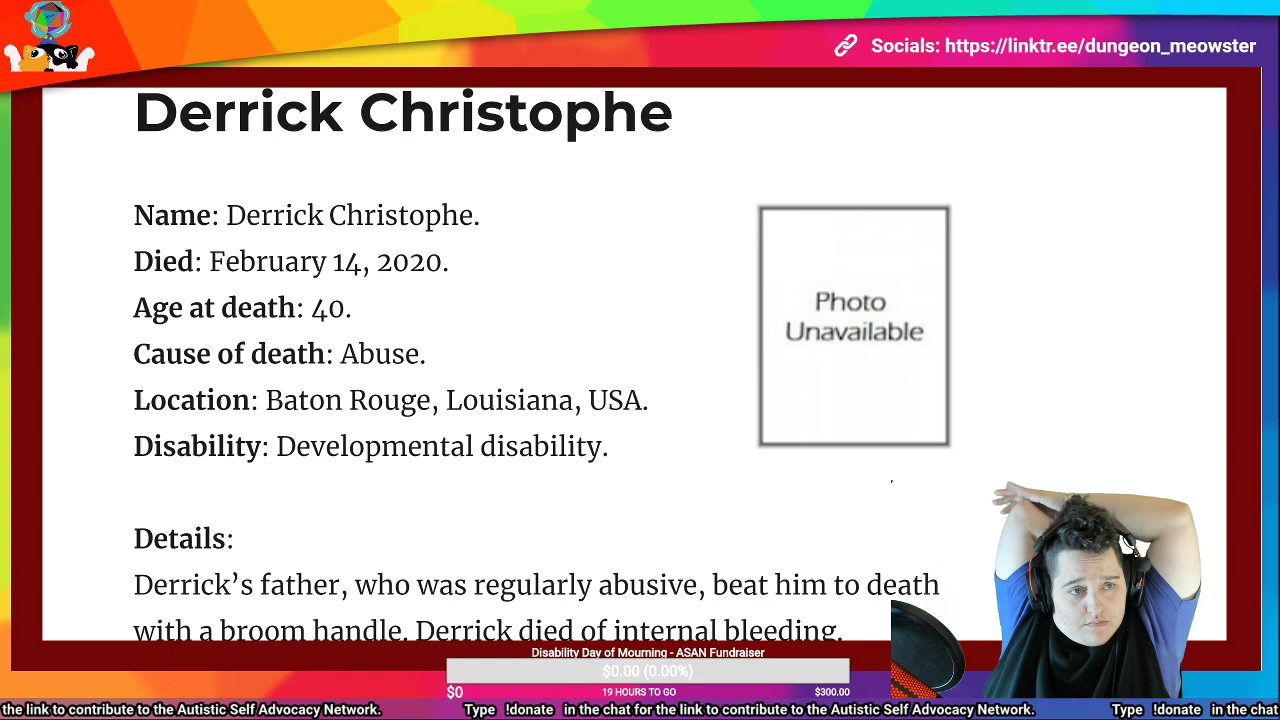 Socials: https://linktr.ee/dungeon_meowster
Derrick Christophe
Name: Derrick Christophe.
Died: February 14, 2020.
Age at death: 40.
Cause of death: Abuse.
Location: Baton Rouge, Louisiana, USA.
Disability: Developmental disability.
Photo
Unavailable
Details:
Derrick’s father, who was regularly abusive, beat him to death
with a broom handle. Derrick died of internal bleeding.
Disability Day of Mourning - ASAN Fundraiser
$0.00 (0.00%)
$0 19 HOURS TO GO $300.00
the link to contribute to the Autistic Self Advocacy Network. Type !donate in the chat for the link to contribute to the Autistic Self Advocacy Network. Type !donate in the chat